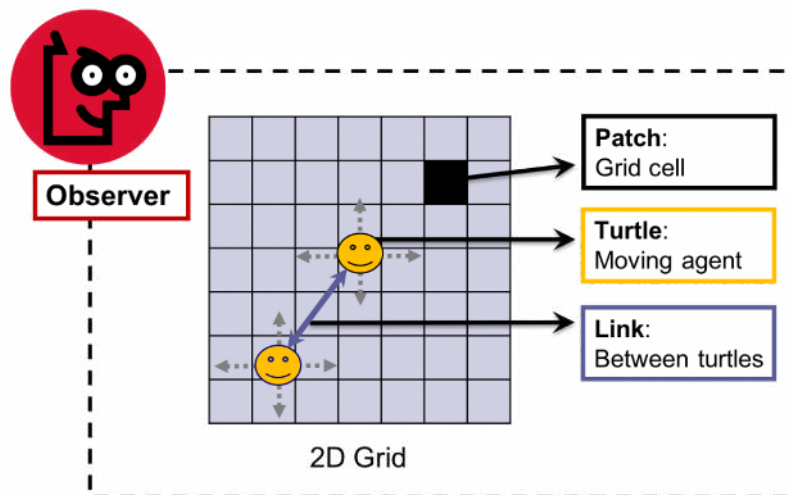 Observer
Patch:
Grid cell
Turtle:
Moving agent
Link:
Between turtles
2D Grid